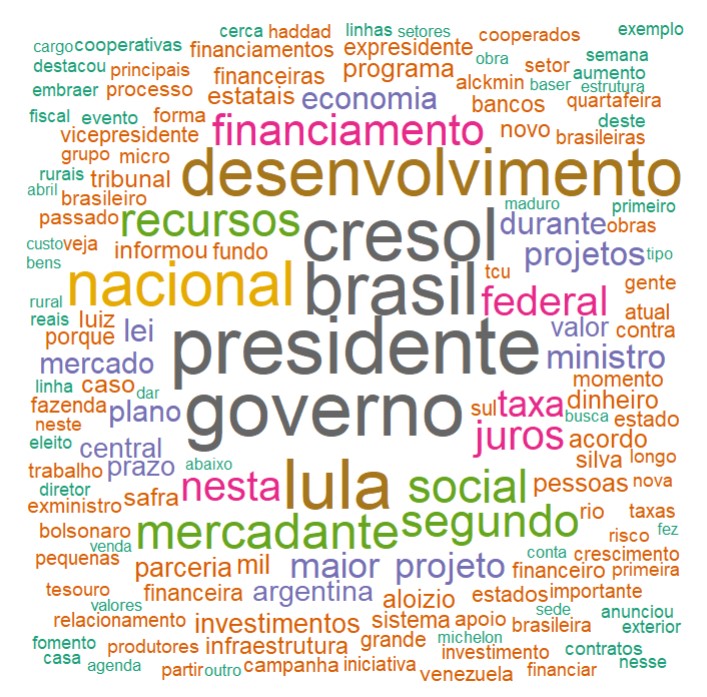 cerca haddad linhas setores cooperados exemplo
cargo cooperativas financiamentos expresidente obra setor semana
destacou principais financeiras programa alckmin baser aumento
embraer processo estatais economia bancos estrutura quartafeira
fiscal evento forma financiamento novo deste
vicepresidente brasileiras
grupo micro desenvolvimento
rurais tribunal
abril brasileiro maduro primeiro
passado recursos cresol durante obras
custo veja informou fundo projetos tipo
bens nacional brasil tcu gente
rural federal atual
reais luiz lei valor contra
porque presidente
mercado ministro
linha caso dar momento
fazenda plano governo sul taxa dinheiro
neste busca estado
eleito central juros acordo
trabalho prazo abaixo silva longo
diretor nesta lula social pessoas nova
exministro safra
bolsonaro mercadante segundo rio taxas
venda risco fez
pequenas parceria mil maior projeto conta crescimento
financeiro primeira
tesouro financeira argentina aloizio estados importante
valores sede anunciou
relacionamento investimentos sistema apoio brasileira exterior
fomento produtores infraestrutura grande michelon investimento contratos
casa agenda partir outro campanha iniciativa venezuela financiar nesse